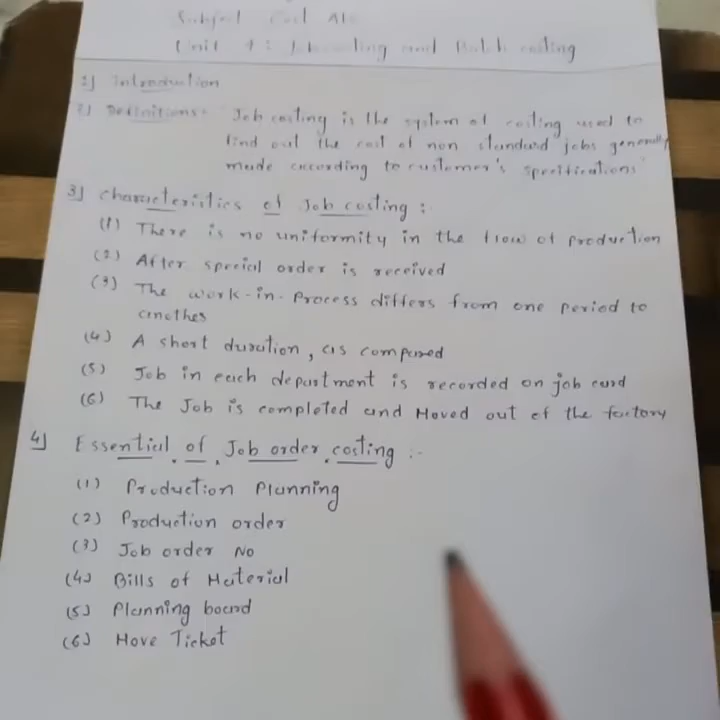 Subject Cost A/c
Unit 4: Job costing and Batch costing
1) Introduction
2) Definitions: "Job costing is the system of costing used to
find out the cost of non standard jobs generally
made according to customer's specifications"
3) Characteristics of Job costing :-
(1) There is no uniformity in the flow of production
(2) After special order is received
(3) The work-in-Process differs from one period to
another
(4) A short duration, as compared
(5) Job in each department is recorded on job card
(6) The Job is completed and Moved out of the factory
4) Essential of Job order costing :-
(1) Production Planning
(2) Production order
(3) Job order No
(4) Bills of Material
(5) Planning board
(6) Move Ticket